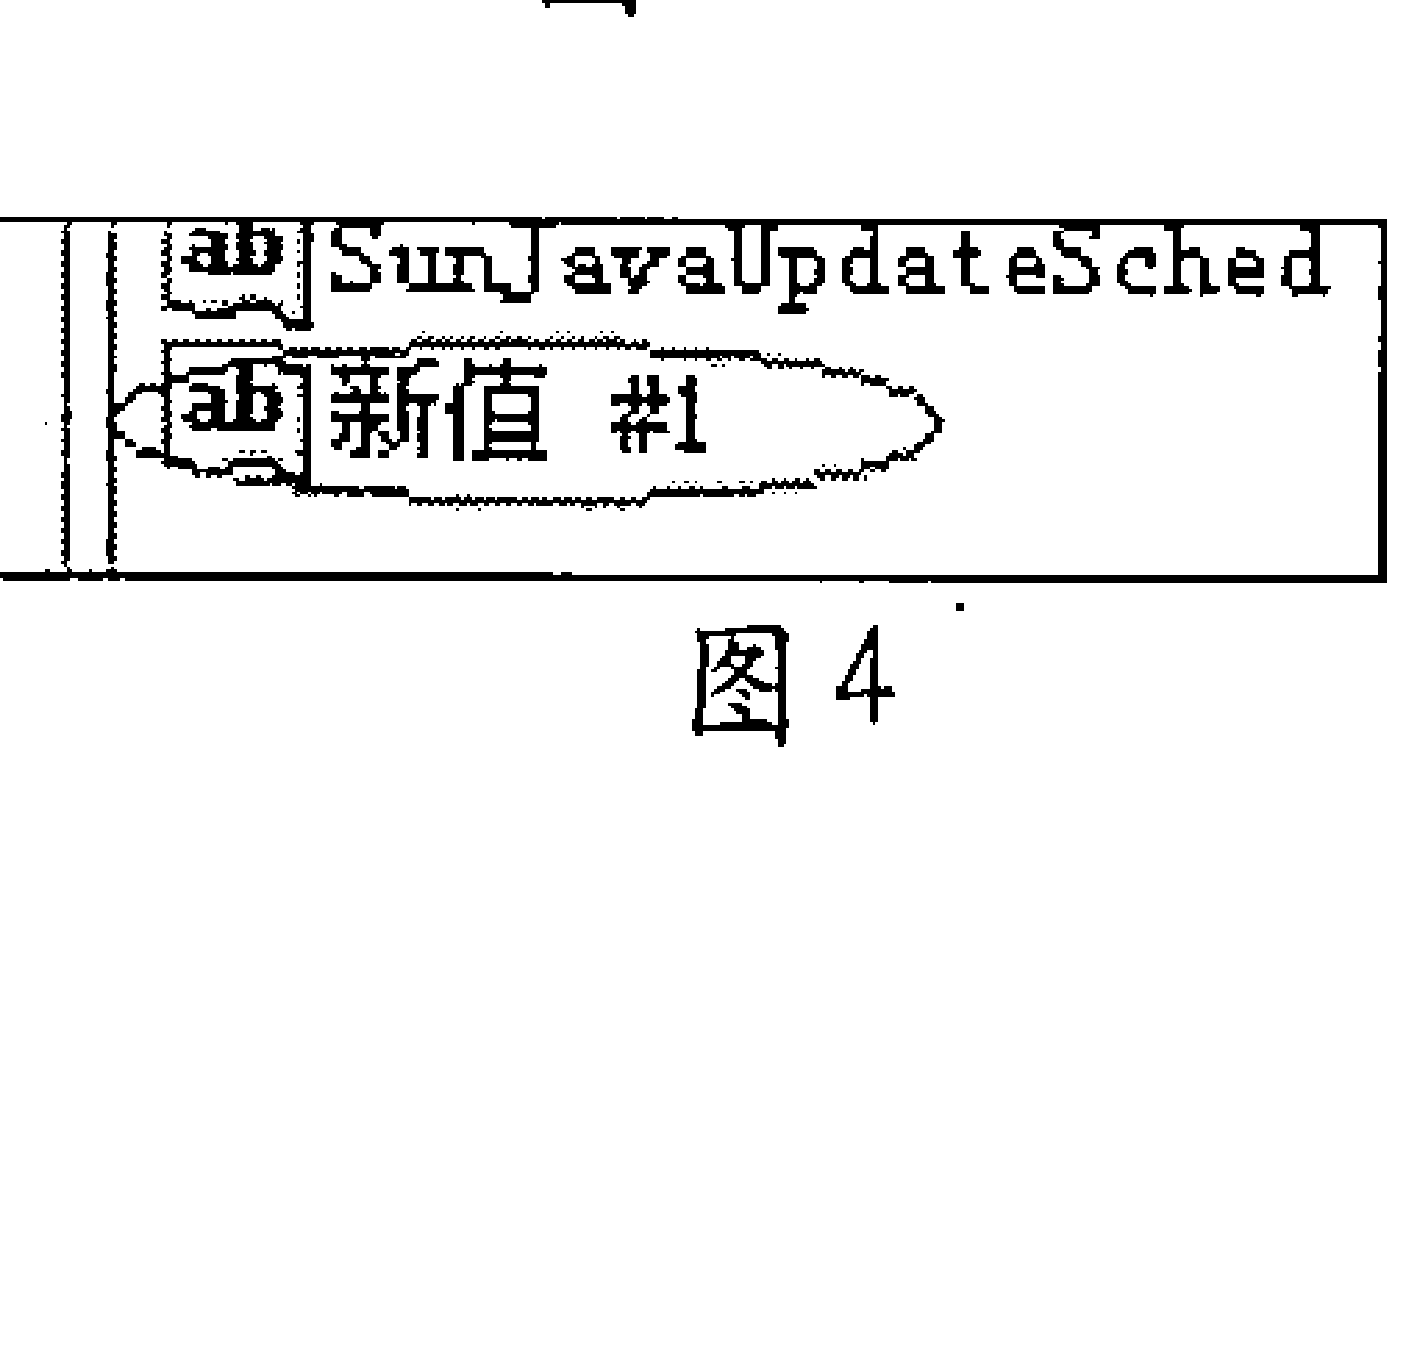 ab SunJavaUpdateSched
ab 新值 #1
图 4